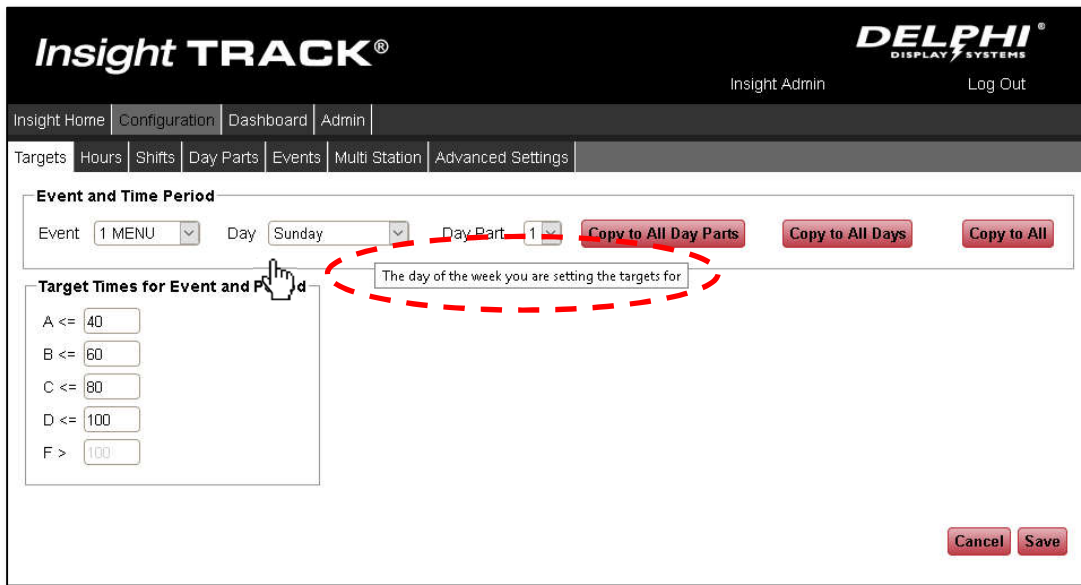 Insight TRACK®
DELPHI®
DISPLAY SYSTEMS
Insight Admin Log Out
Insight Home Configuration Dashboard Admin
Targets Hours Shifts Day Parts Events Multi Station Advanced Settings
Event and Time Period
Event 1 MENU Day Sunday Day Part 1 Copy to All Day Parts Copy to All Days Copy to All
The day of the week you are setting the targets for
Target Times for Event and P d
A <= 40
B <= 60
C <= 80
D <= 100
F > 100
Cancel Save